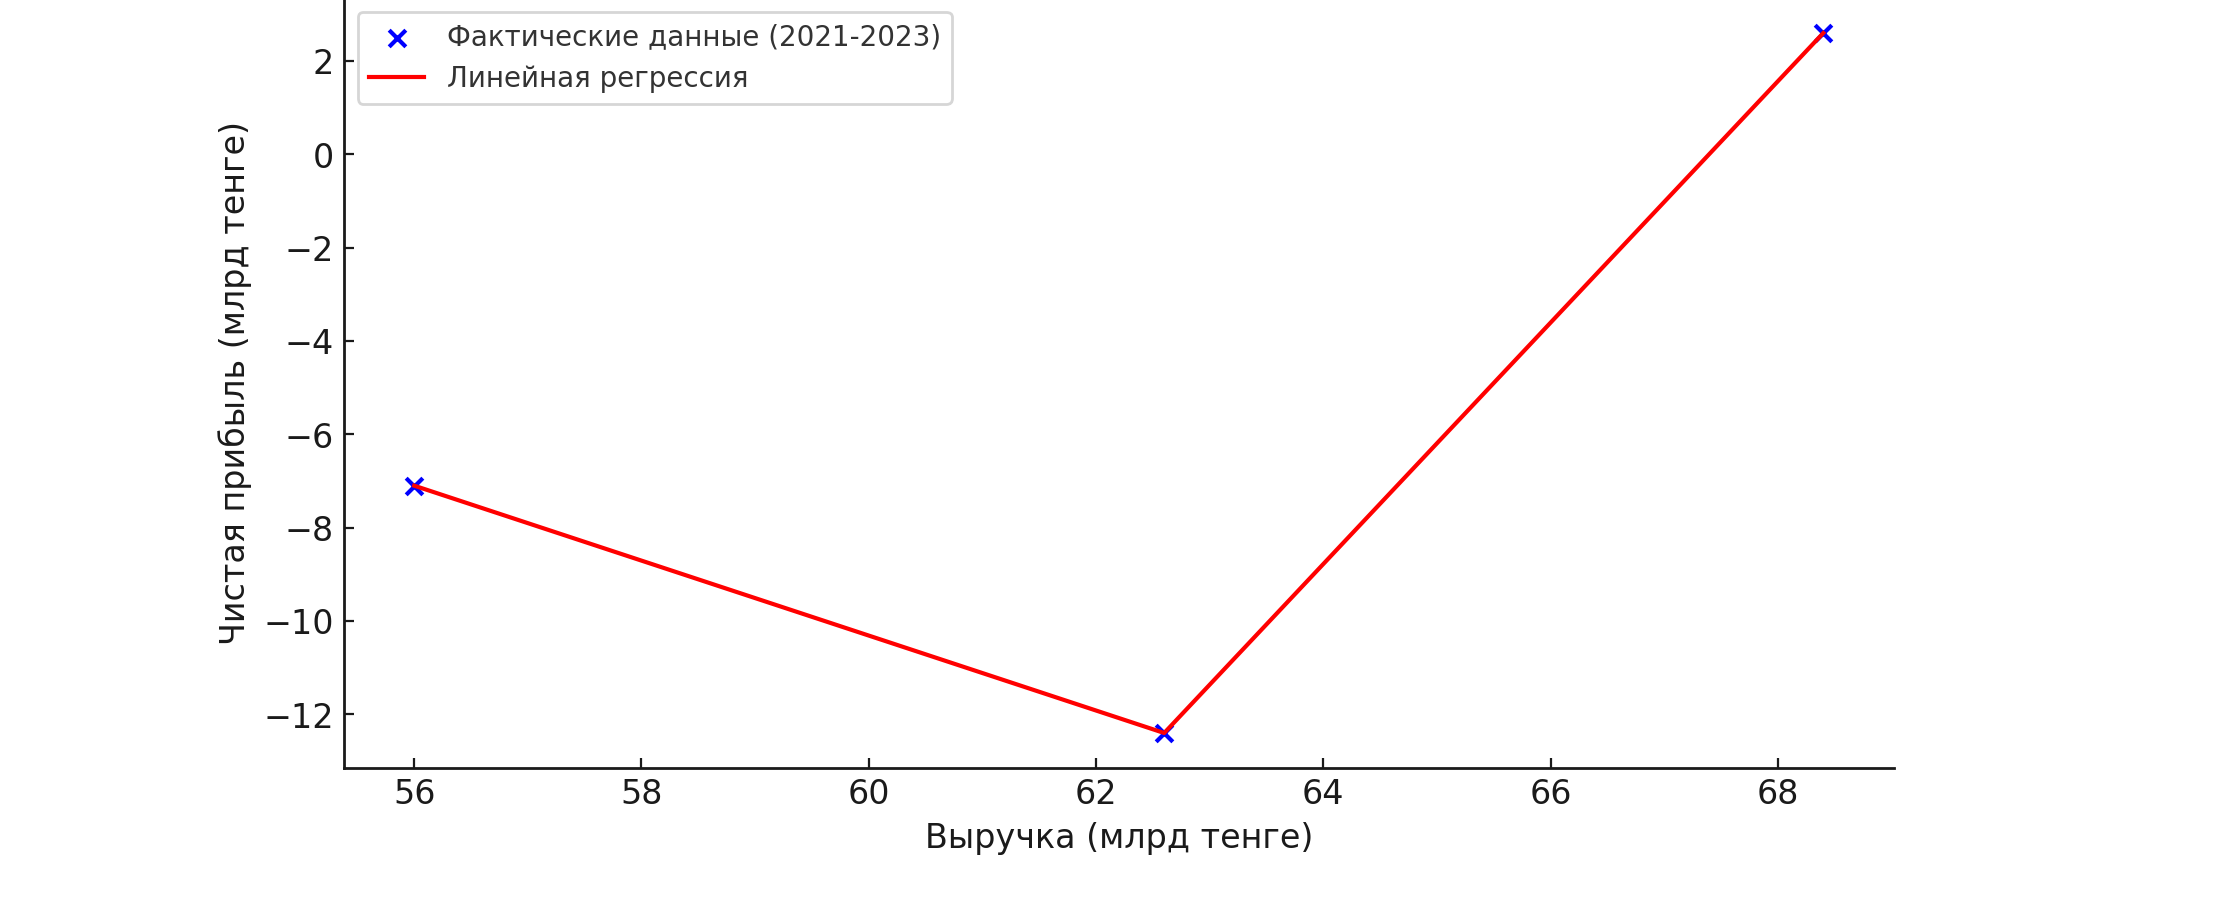 Фактические данные (2021-2023)
Линейная регрессия
2
0
−2
−4
−6
−8
−10
−12
Чистая прибыль (млрд тенге)
56 58 60 62 64 66 68
Выручка (млрд тенге)